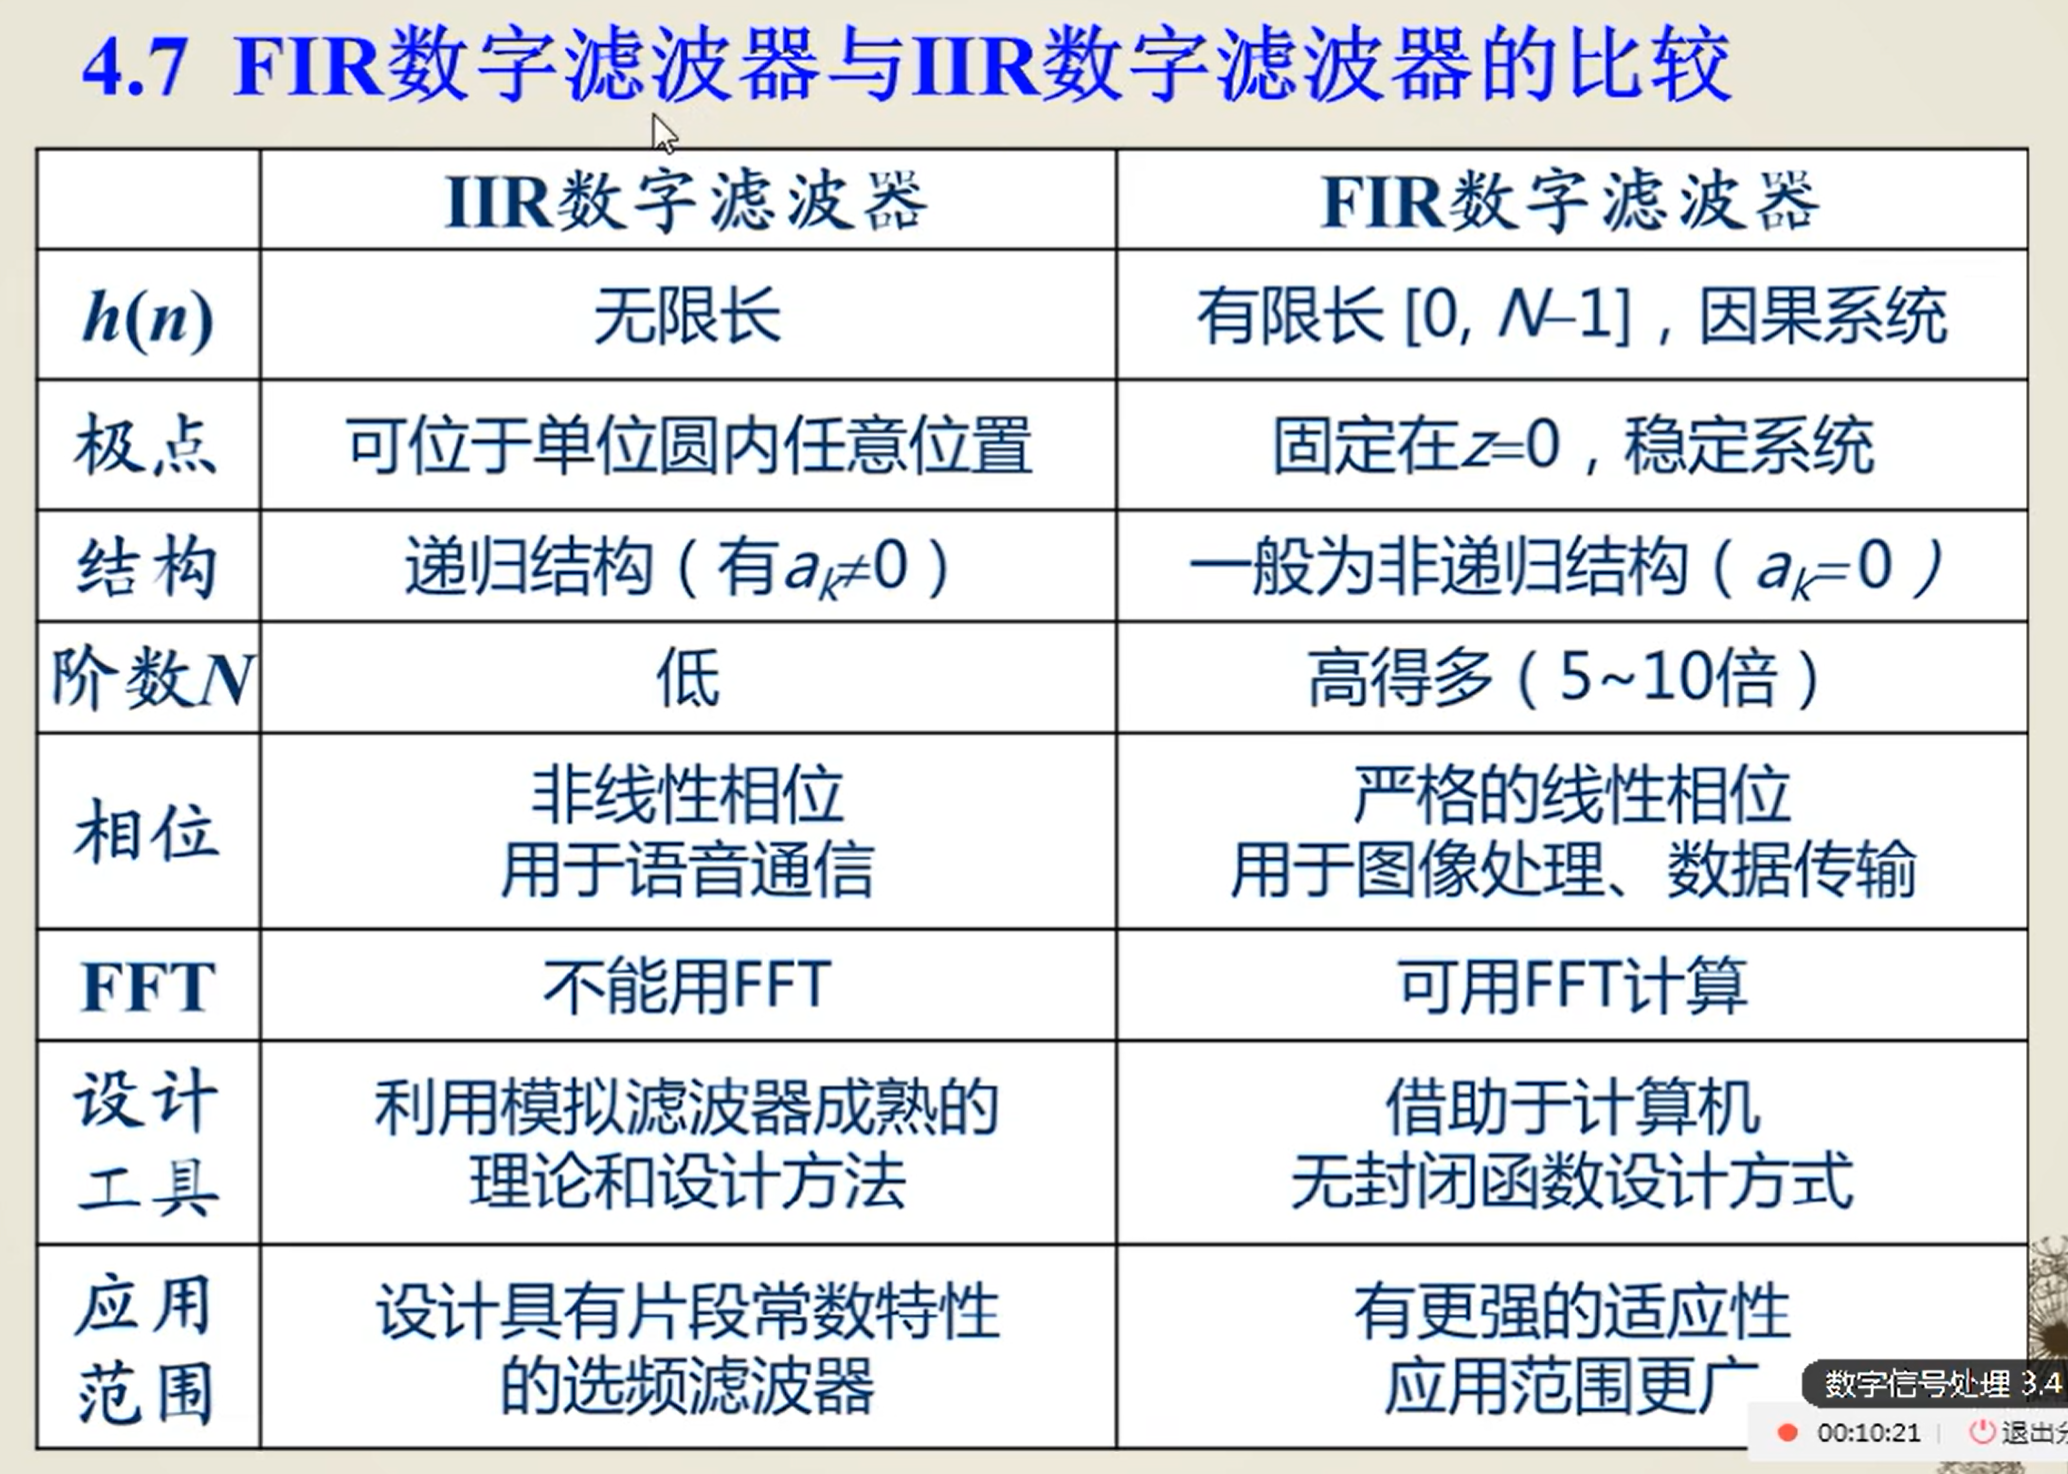 4.7 FIR数字滤波器与IIR数字滤波器的比较
IIR数字滤波器 FIR数字滤波器
h(n) 无限长 有限长 [0, N–1]，因果系统
极点 可位于单位圆内任意位置 固定在z=0，稳定系统
结构 递归结构（有aₖ≠0） 一般为非递归结构（aₖ=0）
阶数N 低 高得多（5~10倍）
相位
非线性相位
用于语音通信
严格的线性相位
用于图像处理、数据传输
FFT 不能用FFT 可用FFT计算
设计
工具
利用模拟滤波器成熟的
理论和设计方法
借助于计算机
无封闭函数设计方式
应用
范围
设计具有片段常数特性
的选频滤波器
有更强的适应性
应用范围更广
数字信号处理 3.4
00:10:21 退出